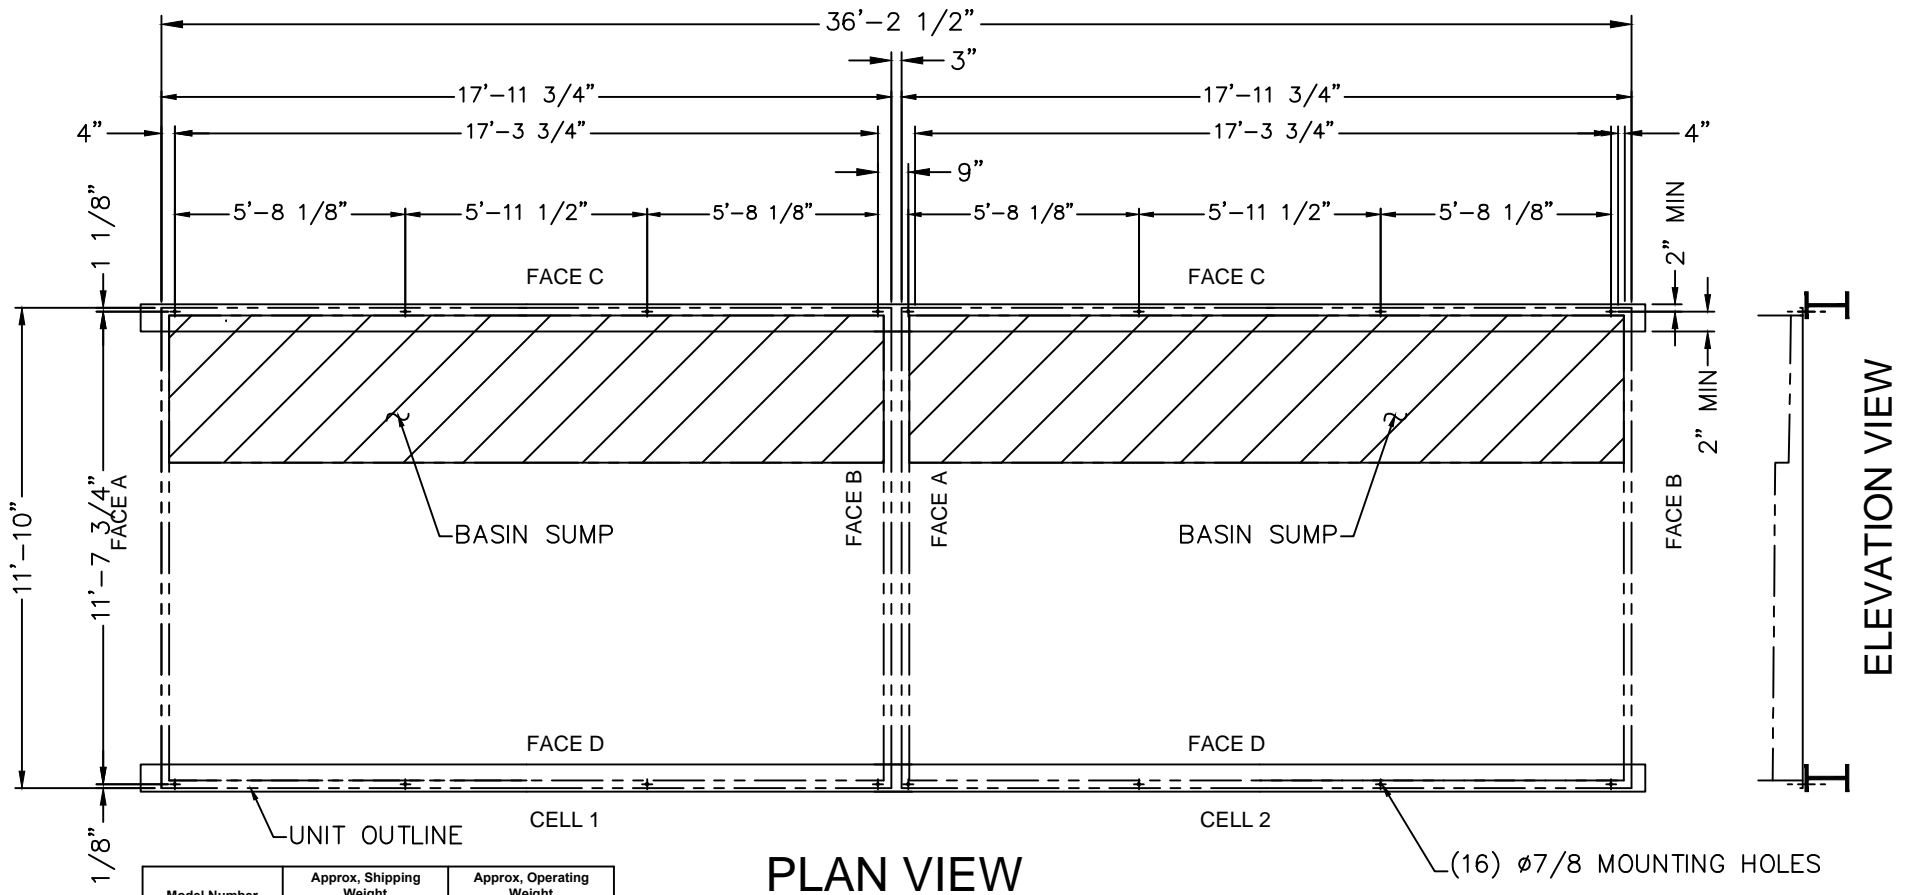 36'-2 1/2"
3"
17'-11 3/4" 17'-11 3/4"
4" 17'-3 3/4" 17'-3 3/4" 4"
9"
5'-8 1/8" 5'-11 1/2" 5'-8 1/8" 5'-8 1/8" 5'-11 1/2" 5'-8 1/8"
1 1/8"
2" MIN
FACE C FACE C
2" MIN
11'-10"
11'-7 3/4"
FACE A
FACE B
FACE A
FACE B
BASIN SUMP BASIN SUMP
ELEVATION VIEW
FACE D FACE D
CELL 1 CELL 2
UNIT OUTLINE
1/8"
PLAN VIEW
(16) ø7/8 MOUNTING HOLES
Approx, Shipping Approx, Operating
Model Number Weight Weight